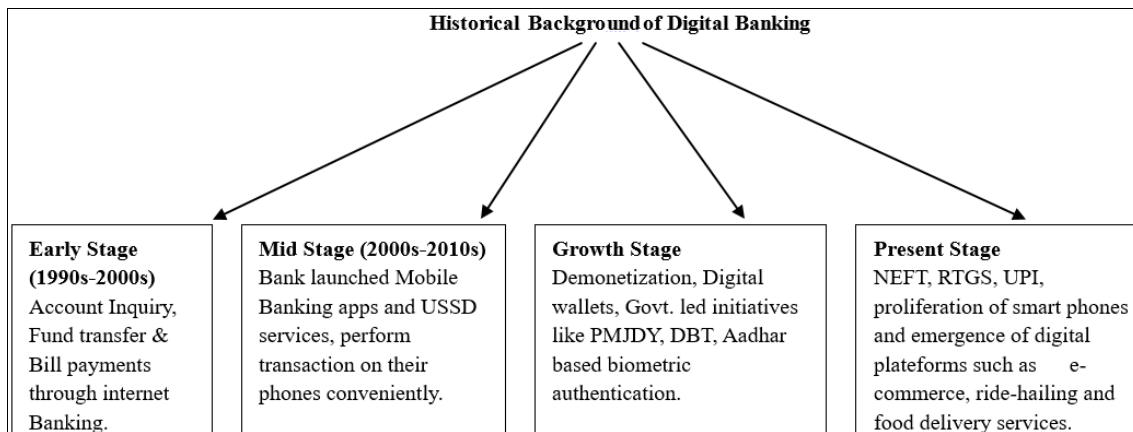 Historical Background of Digital Banking
Early Stage
(1990s-2000s)
Account Inquiry,
Fund transfer &
Bill payments
through internet
Banking.
Mid Stage (2000s-2010s)
Bank launched Mobile
Banking apps and USSD
services, perform
transaction on their
phones conveniently.
Growth Stage
Demonetization, Digital
wallets, Govt. led initiatives
like PMJDY, DBT, Aadhar
based biometric
authentication.
Present Stage
NEFT, RTGS, UPI,
proliferation of smart phones
and emergence of digital
plateforms such as e-
commerce, ride-hailing and
food delivery services.